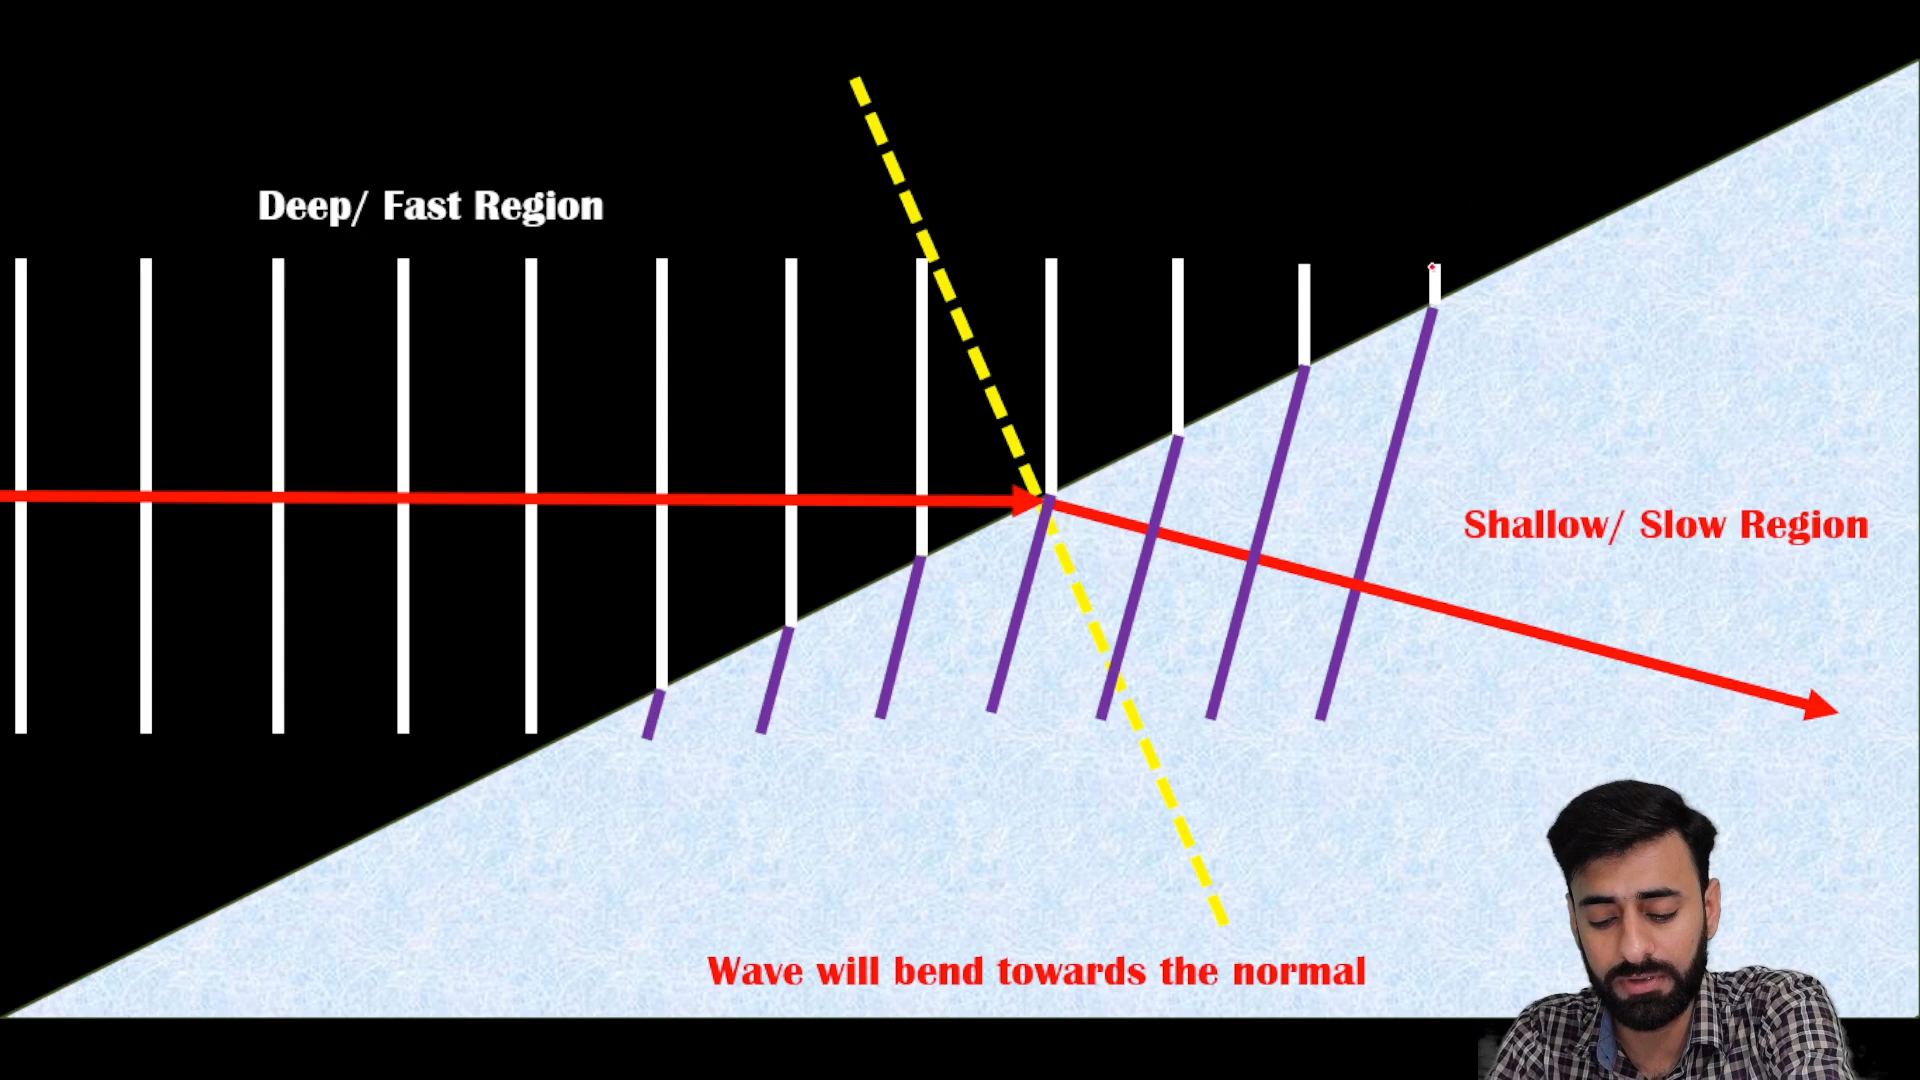 Deep/ Fast Region
Shallow/ Slow Region
Wave will bend towards the normal